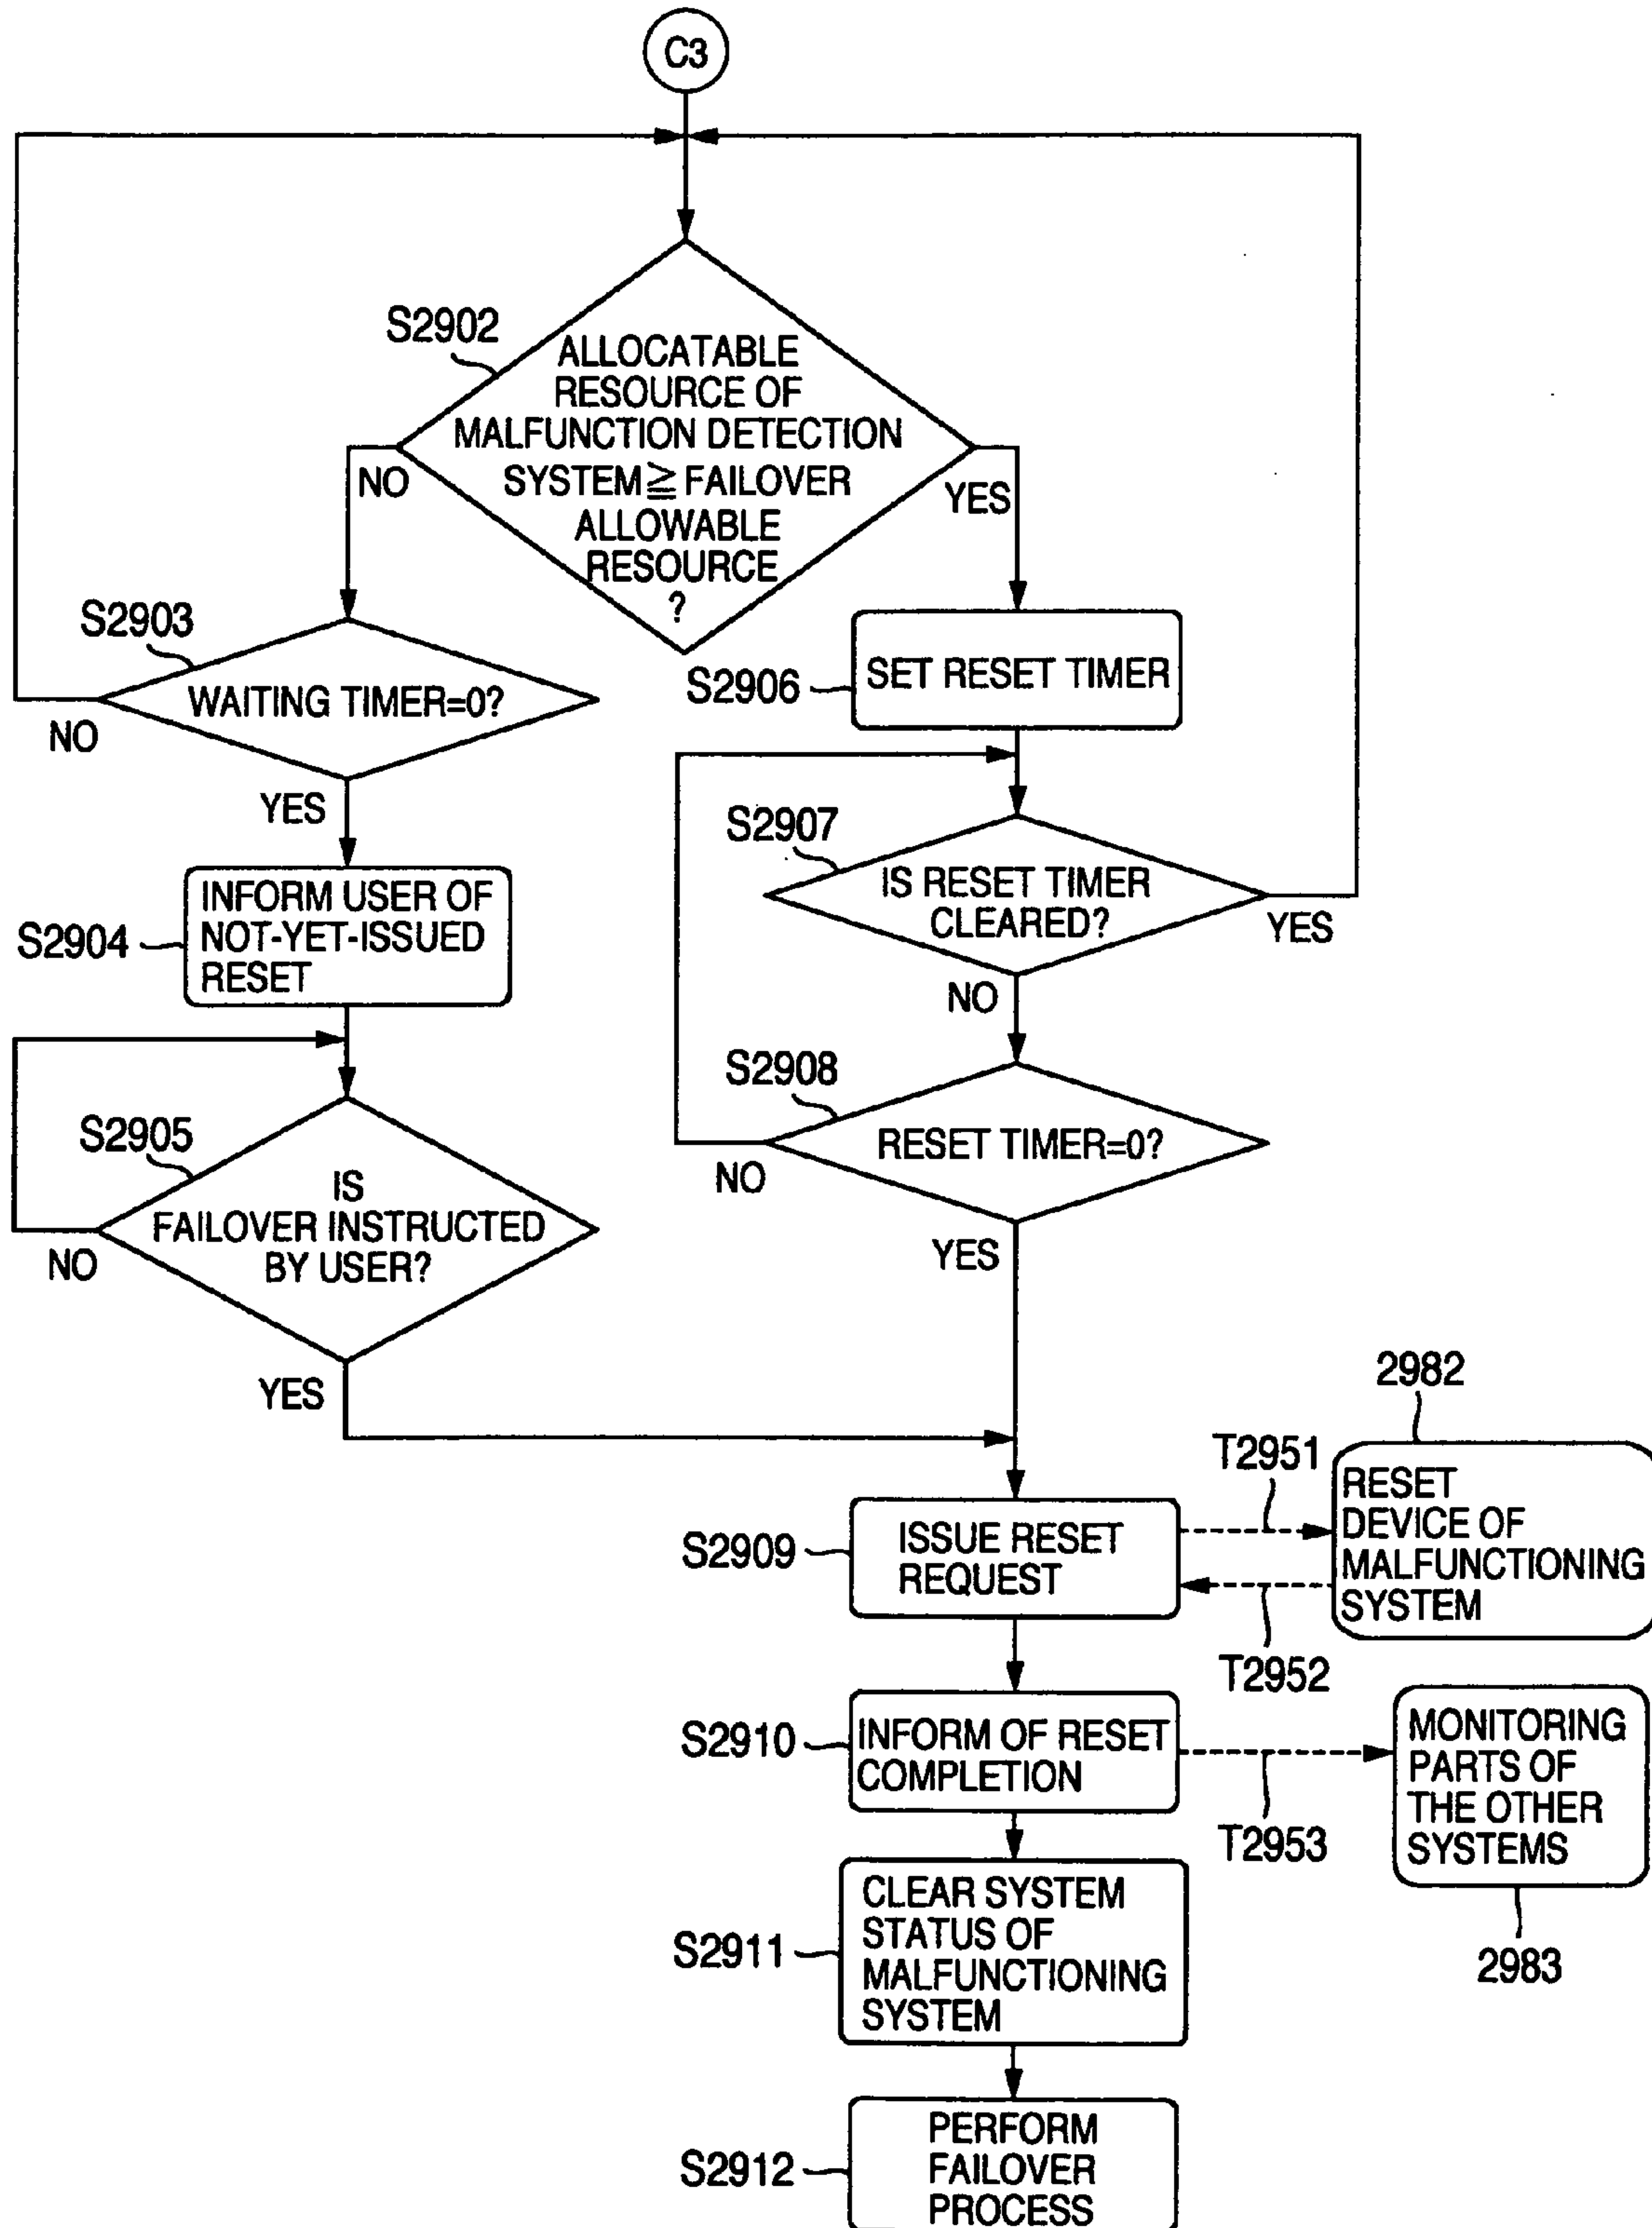 C3
S2902
ALLOCATABLE
RESOURCE OF
MALFUNCTION DETECTION
SYSTEM≧FAILOVER
ALLOWABLE
RESOURCE
?
NO
YES
S2903
WAITING TIMER=0?
NO
YES
S2906
SET RESET TIMER
S2904
INFORM USER OF
NOT-YET-ISSUED
RESET
S2907
IS RESET TIMER
CLEARED?
YES
NO
S2905
IS
FAILOVER INSTRUCTED
BY USER?
NO
YES
S2908
RESET TIMER=0?
NO
YES
S2909
ISSUE RESET
REQUEST
T2951
T2952
2982
RESET
DEVICE OF
MALFUNCTIONING
SYSTEM
S2910
INFORM OF RESET
COMPLETION
T2953
MONITORING
PARTS OF
THE OTHER
SYSTEMS
2983
S2911
CLEAR SYSTEM
STATUS OF
MALFUNCTIONING
SYSTEM
S2912
PERFORM
FAILOVER
PROCESS